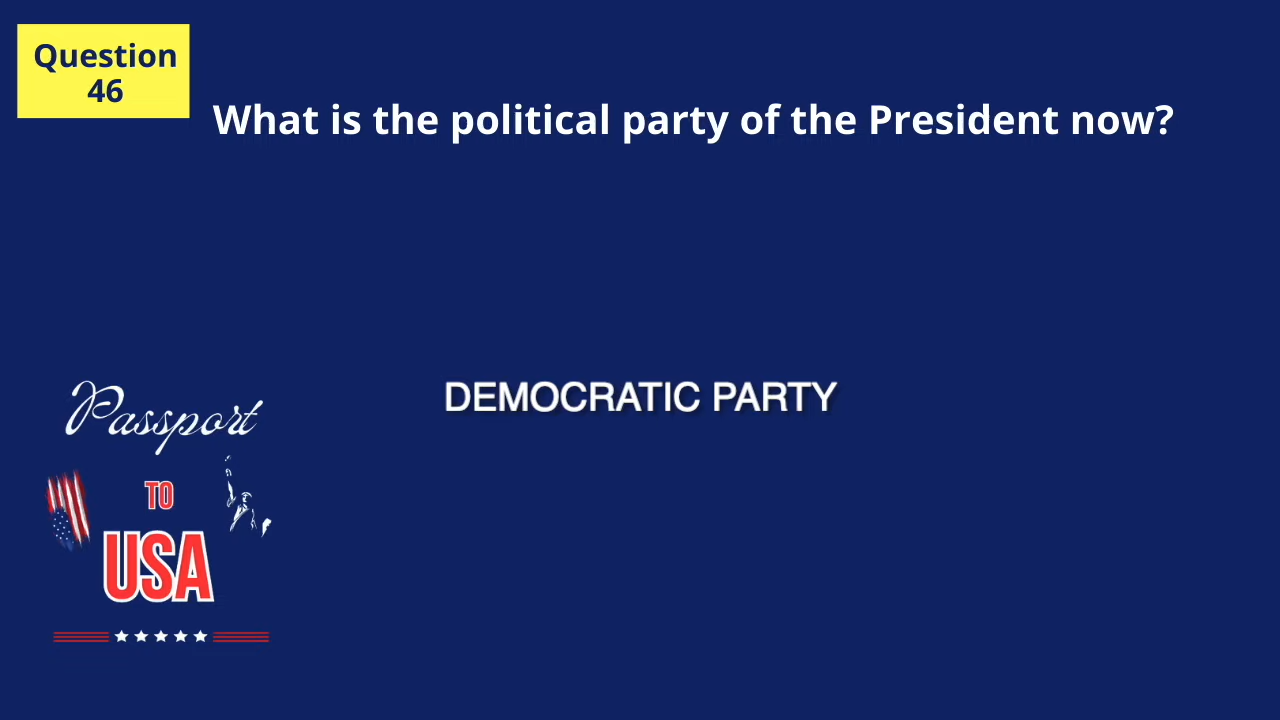 Question
46
What is the political party of the President now?
DEMOCRATIC PARTY
Passport
TO
USA